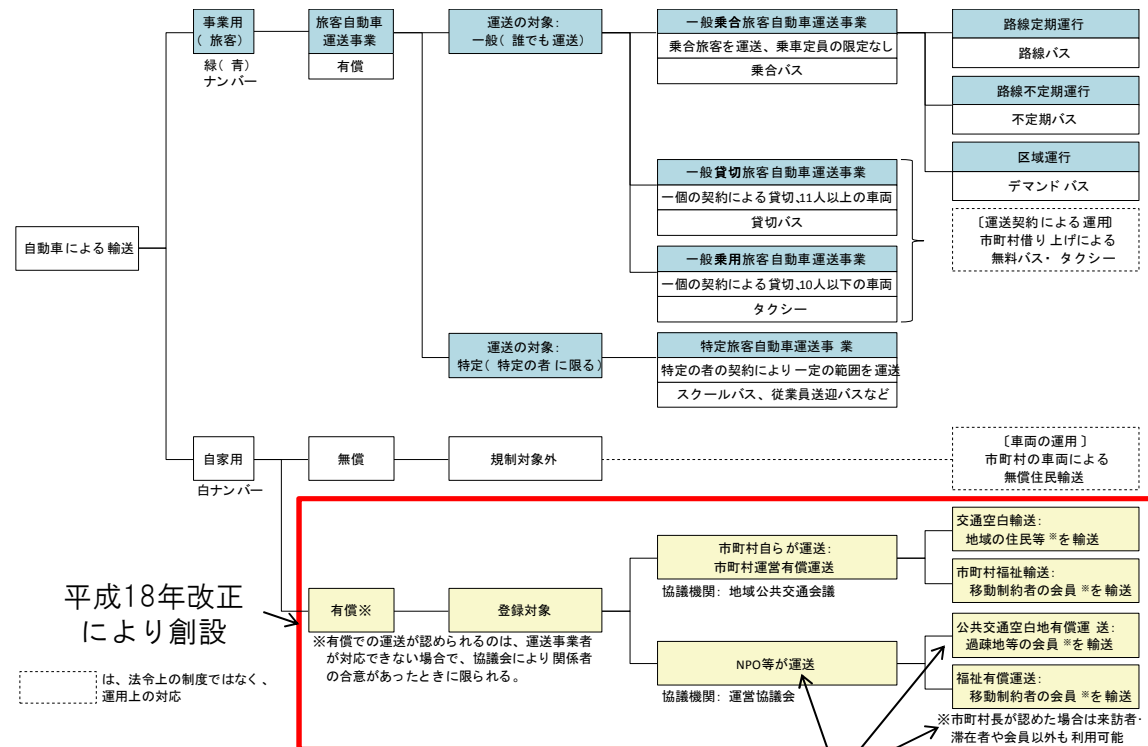 事業用
(旅客)
緑(青)
ナンバー
旅客自動車
運送事業
有償
運送の対象:
一般(誰でも運送)
一般乗合旅客自動車運送事業
乗合旅客を運送、乗車定員の限定なし
乗合バス
路線定期運行
路線バス
路線不定期運行
不定期バス
区域運行
デマンドバス
一般貸切旅客自動車運送事業
一個の契約による貸切、11人以上の車両
貸切バス
一般乗用旅客自動車運送事業
一個の契約による貸切、10人以下の車両
タクシー
〔運送契約による運用〕
市町村借り上げによる
無料バス・タクシー
自動車による輸送
運送の対象:
特定(特定の者に限る)
特定旅客自動車運送事業
特定の者の契約により一定の範囲を運送
スクールバス、従業員送迎バスなど
自家用
白ナンバー
無償
規制対象外
〔車両の運用〕
市町村の車両による
無償住民輸送
平成18年改正
により創設
有償※
登録対象
※有償での運送が認められるのは、運送事業者
が対応できない場合で、協議会により関係者
の合意があったときに限られる。
市町村自らが運送:
市町村運営有償運送
協議機関:地域公共交通会議
交通空白輸送:
地域の住民等※を輸送
市町村福祉輸送:
移動制約者の会員※を輸送
NPO等が運送
協議機関:運営協議会
公共交通空白地有償運送:
過疎地等の会員※を輸送
福祉有償運送:
移動制約者の会員※を輸送
※市町村長が認めた場合は来訪者・
滞在者や会員以外も利用可能
は、法令上の制度ではなく、
運用上の対応